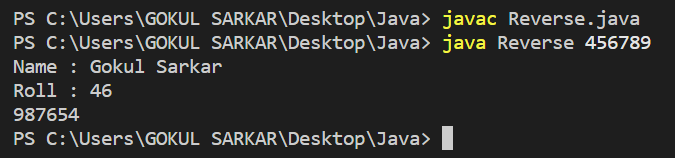 PS C:\Users\GOKUL SARKAR\Desktop\Java> javac Reverse.java
PS C:\Users\GOKUL SARKAR\Desktop\Java> java Reverse 456789
Name : Gokul Sarkar
Roll : 46
987654
PS C:\Users\GOKUL SARKAR\Desktop\Java>